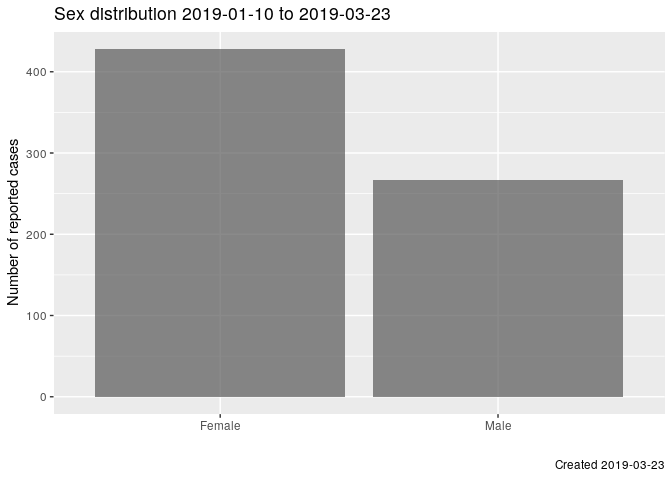 Sex distribution 2019-01-10 to 2019-03-23
Number of reported cases
400
300
200
100
0
Female Male
Created 2019-03-23